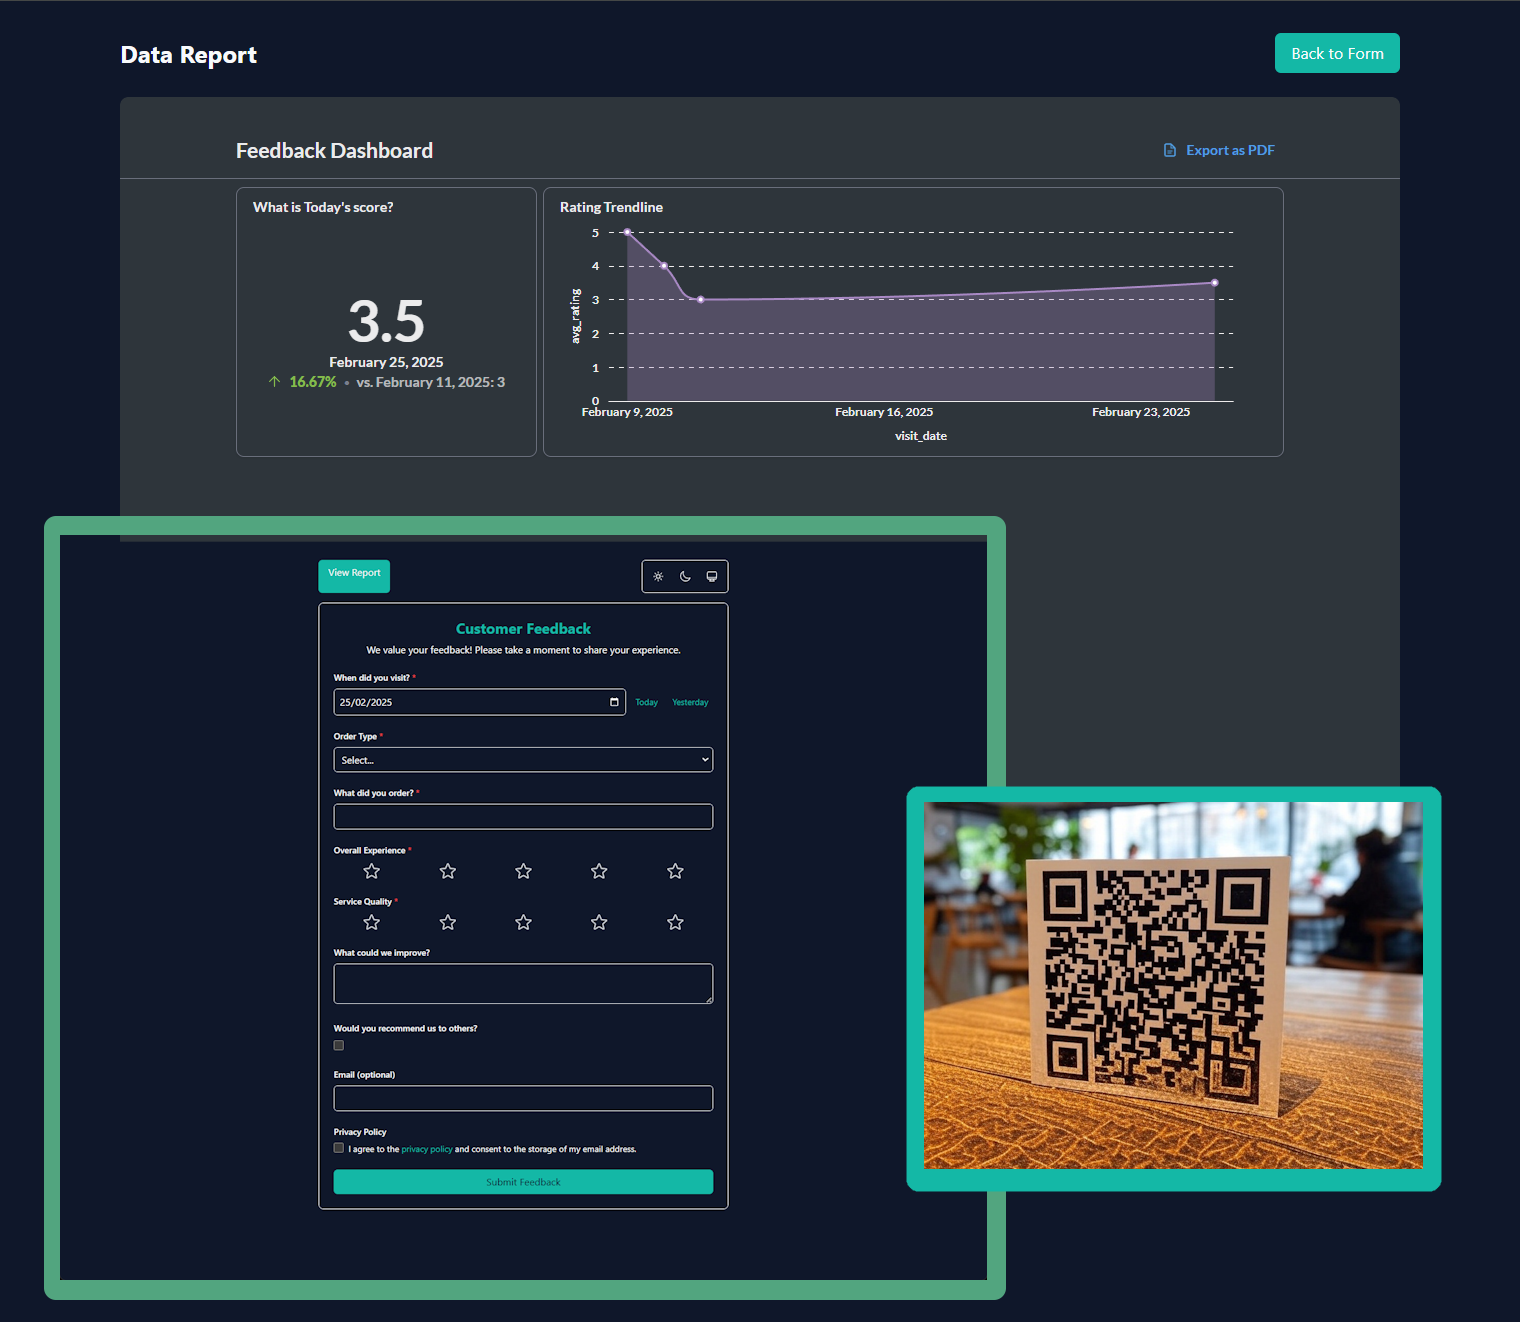 Data Report
Back to Form
Feedback Dashboard
Export as PDF
What is Today's score?
3.5
February 25, 2025
↑ 16.67% • vs. February 11, 2025: 3
Rating Trendline
5
4
3
2
1
0
avg_rating
February 9, 2025
February 16, 2025
February 23, 2025
visit_date
View Report
Customer Feedback
We value your feedback! Please take a moment to share your experience.
When did you visit? *
25/02/2025
Today
Yesterday
Order Type *
Select...
What did you order? *
Overall Experience *
Service Quality *
What could we improve?
Would you recommend us to others?
Email (optional)
Privacy Policy
I agree to the privacy policy and consent to the storage of my email address.
Submit Feedback